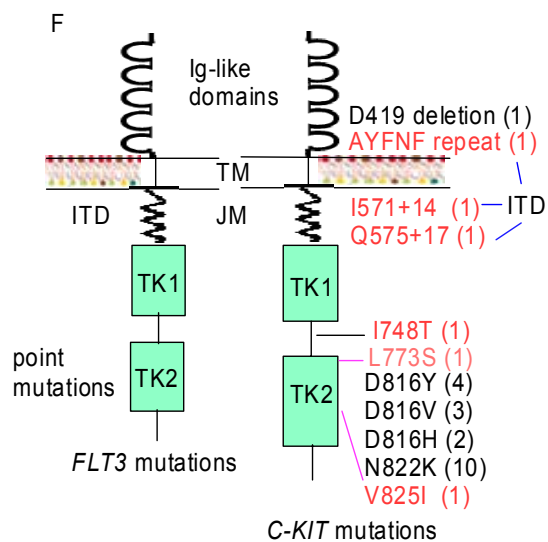 F
Ig-like
domains
D419 deletion (1)
AYFNF repeat (1)
TM
ITD
JM
I571+14 (1)
ITD
Q575+17 (1)
TK1
TK1
I748T (1)
L773S (1)
point
mutations
TK2
TK2
D816Y (4)
D816V (3)
D816H (2)
N822K (10)
V825I (1)
FLT3 mutations
C-KIT mutations